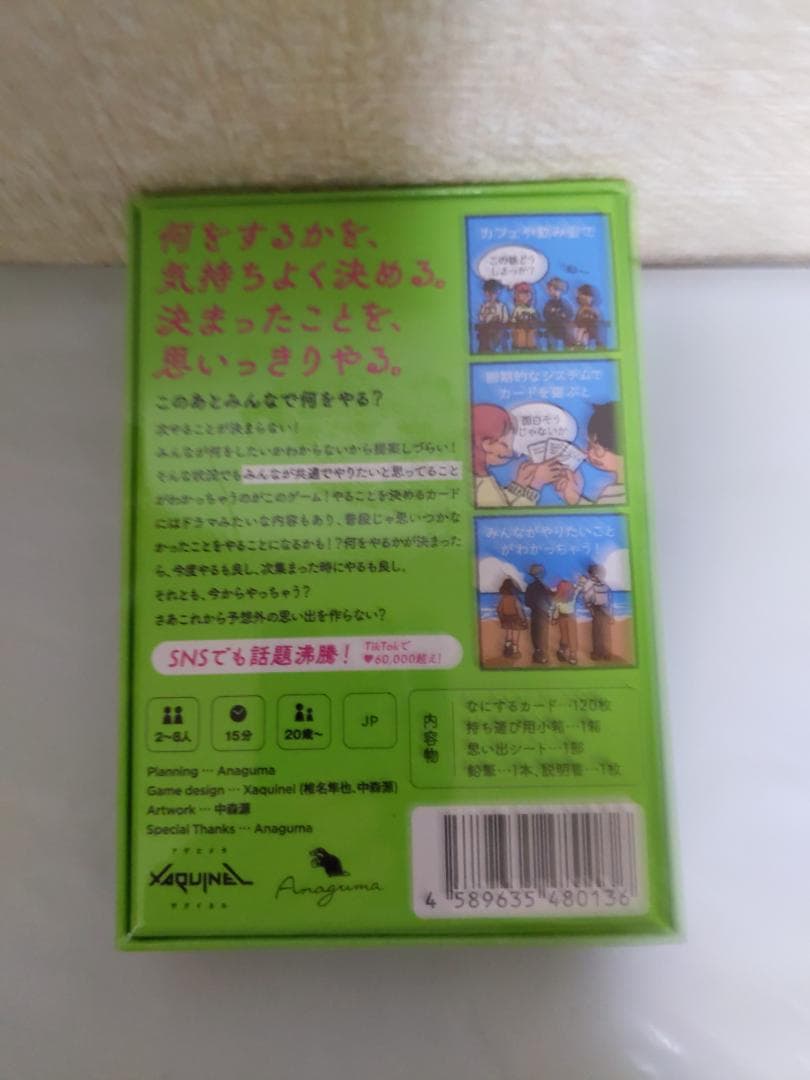 何をするかを、
気持ちよく決める。
決まったことを、
思いっきりやる。
このあとみんなで何をやる？
次やることが決まらない！
みんなが何をしたいかわからないから提案しづらい！
そんな状況でもみんなが共通でやりたいと思ってること
がわかっちゃうのがこのゲーム！やることを決めるカード
にはドラマみたいな内容もあり、普段じゃ思いつかな
かったことをやることになるかも！？何をやるかが決まった
ら、今度やるも良し、次集まった時にやるも良し。
それとも、今からやっちゃう？
さあこれから予想外の思い出を作らない？
SNSでも話題沸騰！
TikTokで
♥60,000超え！
カフェや飲み会で
この後どう
しよっか？
画期的なシステムで
カードを選ぶと
面白そう
じゃないか
みんながやりたいこと
がわかっちゃう！
2〜8人
15分
20歳〜
JP
内容物
なにするカード…120枚
持ち運び用小箱…1箱
思い出シート…1部
鉛筆…1本、説明書…1枚
Planning … Anaguma
Game design … Xaquinel (椎名隼也、中森源)
Artwork … 中森源
Special Thanks … Anaguma
XAQUINEL
ザクイネル
Anaguma
4 589635 480136